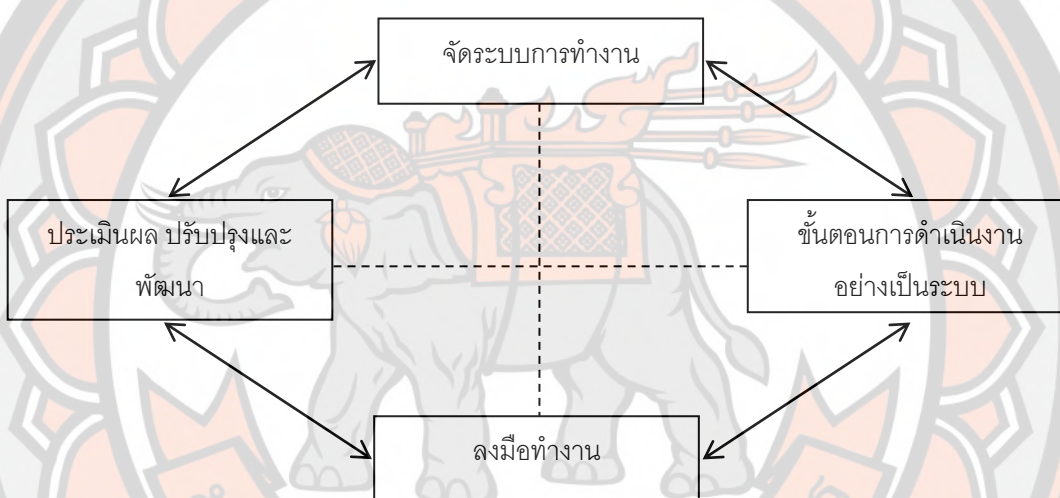 จัดระบบการทำงาน
ประเมินผล ปรับปรุงและ
พัฒนา
ขั้นตอนการดำเนินงาน
อย่างเป็นระบบ
ลงมือทำงาน